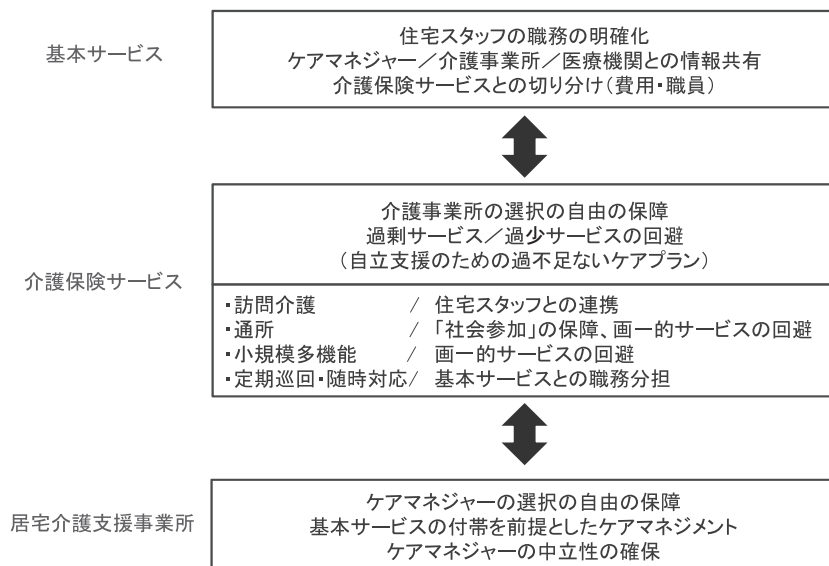 基本サービス
住宅スタッフの職務の明確化
ケアマネジャー／介護事業所／医療機関との情報共有
介護保険サービスとの切り分け(費用・職員)
介護保険サービス
介護事業所の選択の自由の保障
過剰サービス／過少サービスの回避
(自立支援のための過不足ないケアプラン)
・訪問介護 / 住宅スタッフとの連携
・通所 / 「社会参加」の保障、画一的サービスの回避
・小規模多機能 / 画一的サービスの回避
・定期巡回・随時対応/ 基本サービスとの職務分担
居宅介護支援事業所
ケアマネジャーの選択の自由の保障
基本サービスの付帯を前提としたケアマネジメント
ケアマネジャーの中立性の確保